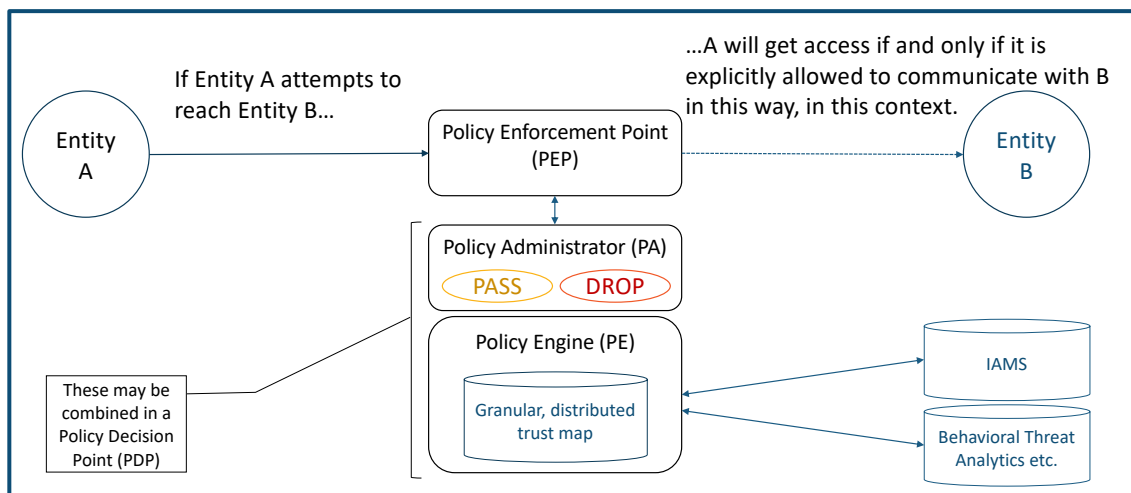 If Entity A attempts to
reach Entity B…
…A will get access if and only if it is
explicitly allowed to communicate with B
in this way, in this context.
Entity
A
Policy Enforcement Point
(PEP)
Entity
B
Policy Administrator (PA)
PASS
DROP
Policy Engine (PE)
Granular, distributed
trust map
These may be
combined in a
Policy Decision
Point (PDP)
IAMS
Behavioral Threat
Analytics etc.